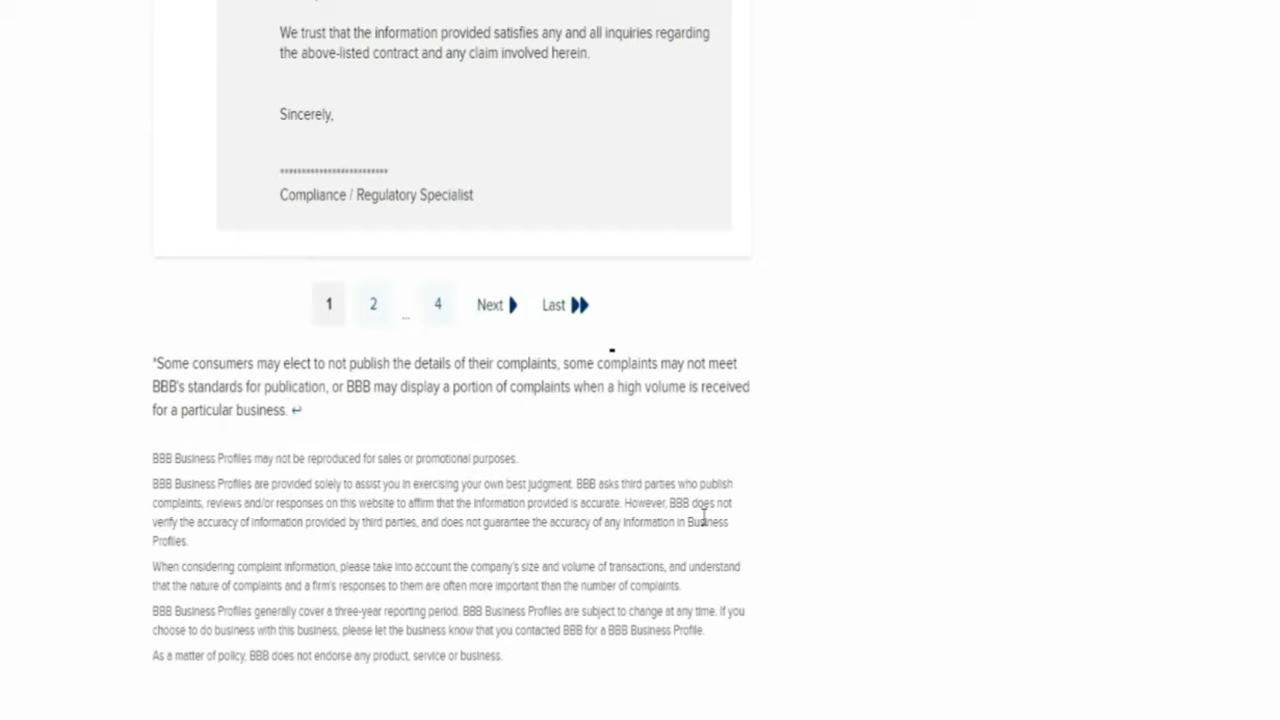 We trust that the information provided satisfies any and all inquiries regarding
the above-listed contract and any claim involved herein.
Sincerely,
************************
Compliance / Regulatory Specialist
1 2 ... 4 Next Last
*Some consumers may elect to not publish the details of their complaints, some complaints may not meet
BBB's standards for publication, or BBB may display a portion of complaints when a high volume is received
for a particular business. ↩
BBB Business Profiles may not be reproduced for sales or promotional purposes.
BBB Business Profiles are provided solely to assist you in exercising your own best judgment. BBB asks third parties who publish
complaints, reviews and/or responses on this website to affirm that the information provided is accurate. However, BBB does not
verify the accuracy of information provided by third parties, and does not guarantee the accuracy of any information in Business
Profiles.
When considering complaint information, please take into account the company's size and volume of transactions, and understand
that the nature of complaints and a firm's responses to them are often more important than the number of complaints.
BBB Business Profiles generally cover a three-year reporting period. BBB Business Profiles are subject to change at any time. If you
choose to do business with this business, please let the business know that you contacted BBB for a BBB Business Profile.
As a matter of policy, BBB does not endorse any product, service or business.